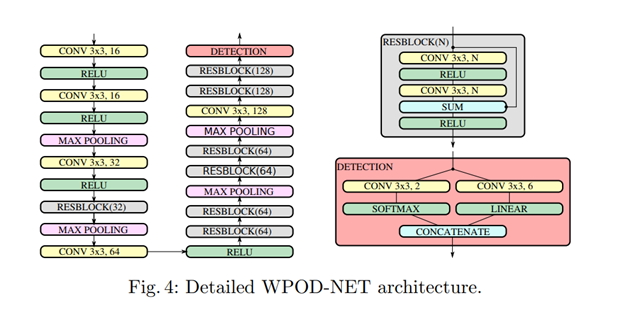 CONV 3x3, 16
RELU
CONV 3x3, 16
RELU
MAX POOLING
CONV 3x3, 32
RELU
RESBLOCK(32)
MAX POOLING
CONV 3x3, 64
DETECTION
RESBLOCK(128)
RESBLOCK(128)
CONV 3x3, 128
MAX POOLING
RESBLOCK(64)
RESBLOCK(64)
MAX POOLING
RESBLOCK(64)
RESBLOCK(64)
RELU
RESBLOCK(N)
CONV 3x3, N
RELU
CONV 3x3, N
SUM
RELU
DETECTION
CONV 3x3, 2
CONV 3x3, 6
SOFTMAX
LINEAR
CONCATENATE
Fig. 4: Detailed WPOD-NET architecture.